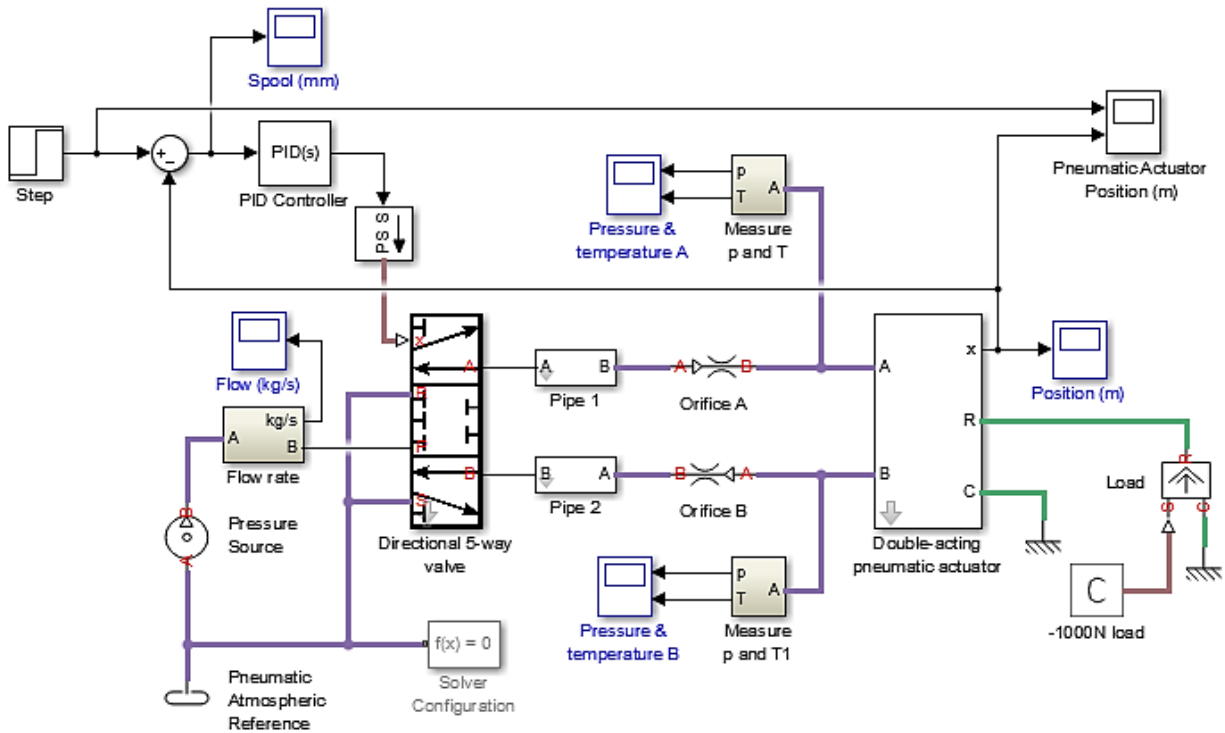 Spool (mm)
Step
+
-
PID(s)
PID Controller
Pneumatic Actuator
Position (m)
PS S
p
T
A
Pressure &
temperature A
Measure
p and T
Flow (kg/s)
X
A
R
P
B
S
Directional 5-way
valve
A
B
Pipe 1
A
B
Orifice A
A
B
x
R
C
Double-acting
pneumatic actuator
Position (m)
kg/s
A
B
Flow rate
B
A
Pipe 2
B
A
Orifice B
R
S
C
Load
B
A
Pressure
Source
p
T
A
Pressure &
temperature B
Measure
p and T1
C
-1000N load
f(x) = 0
Solver
Configuration
Pneumatic
Atmospheric
Reference